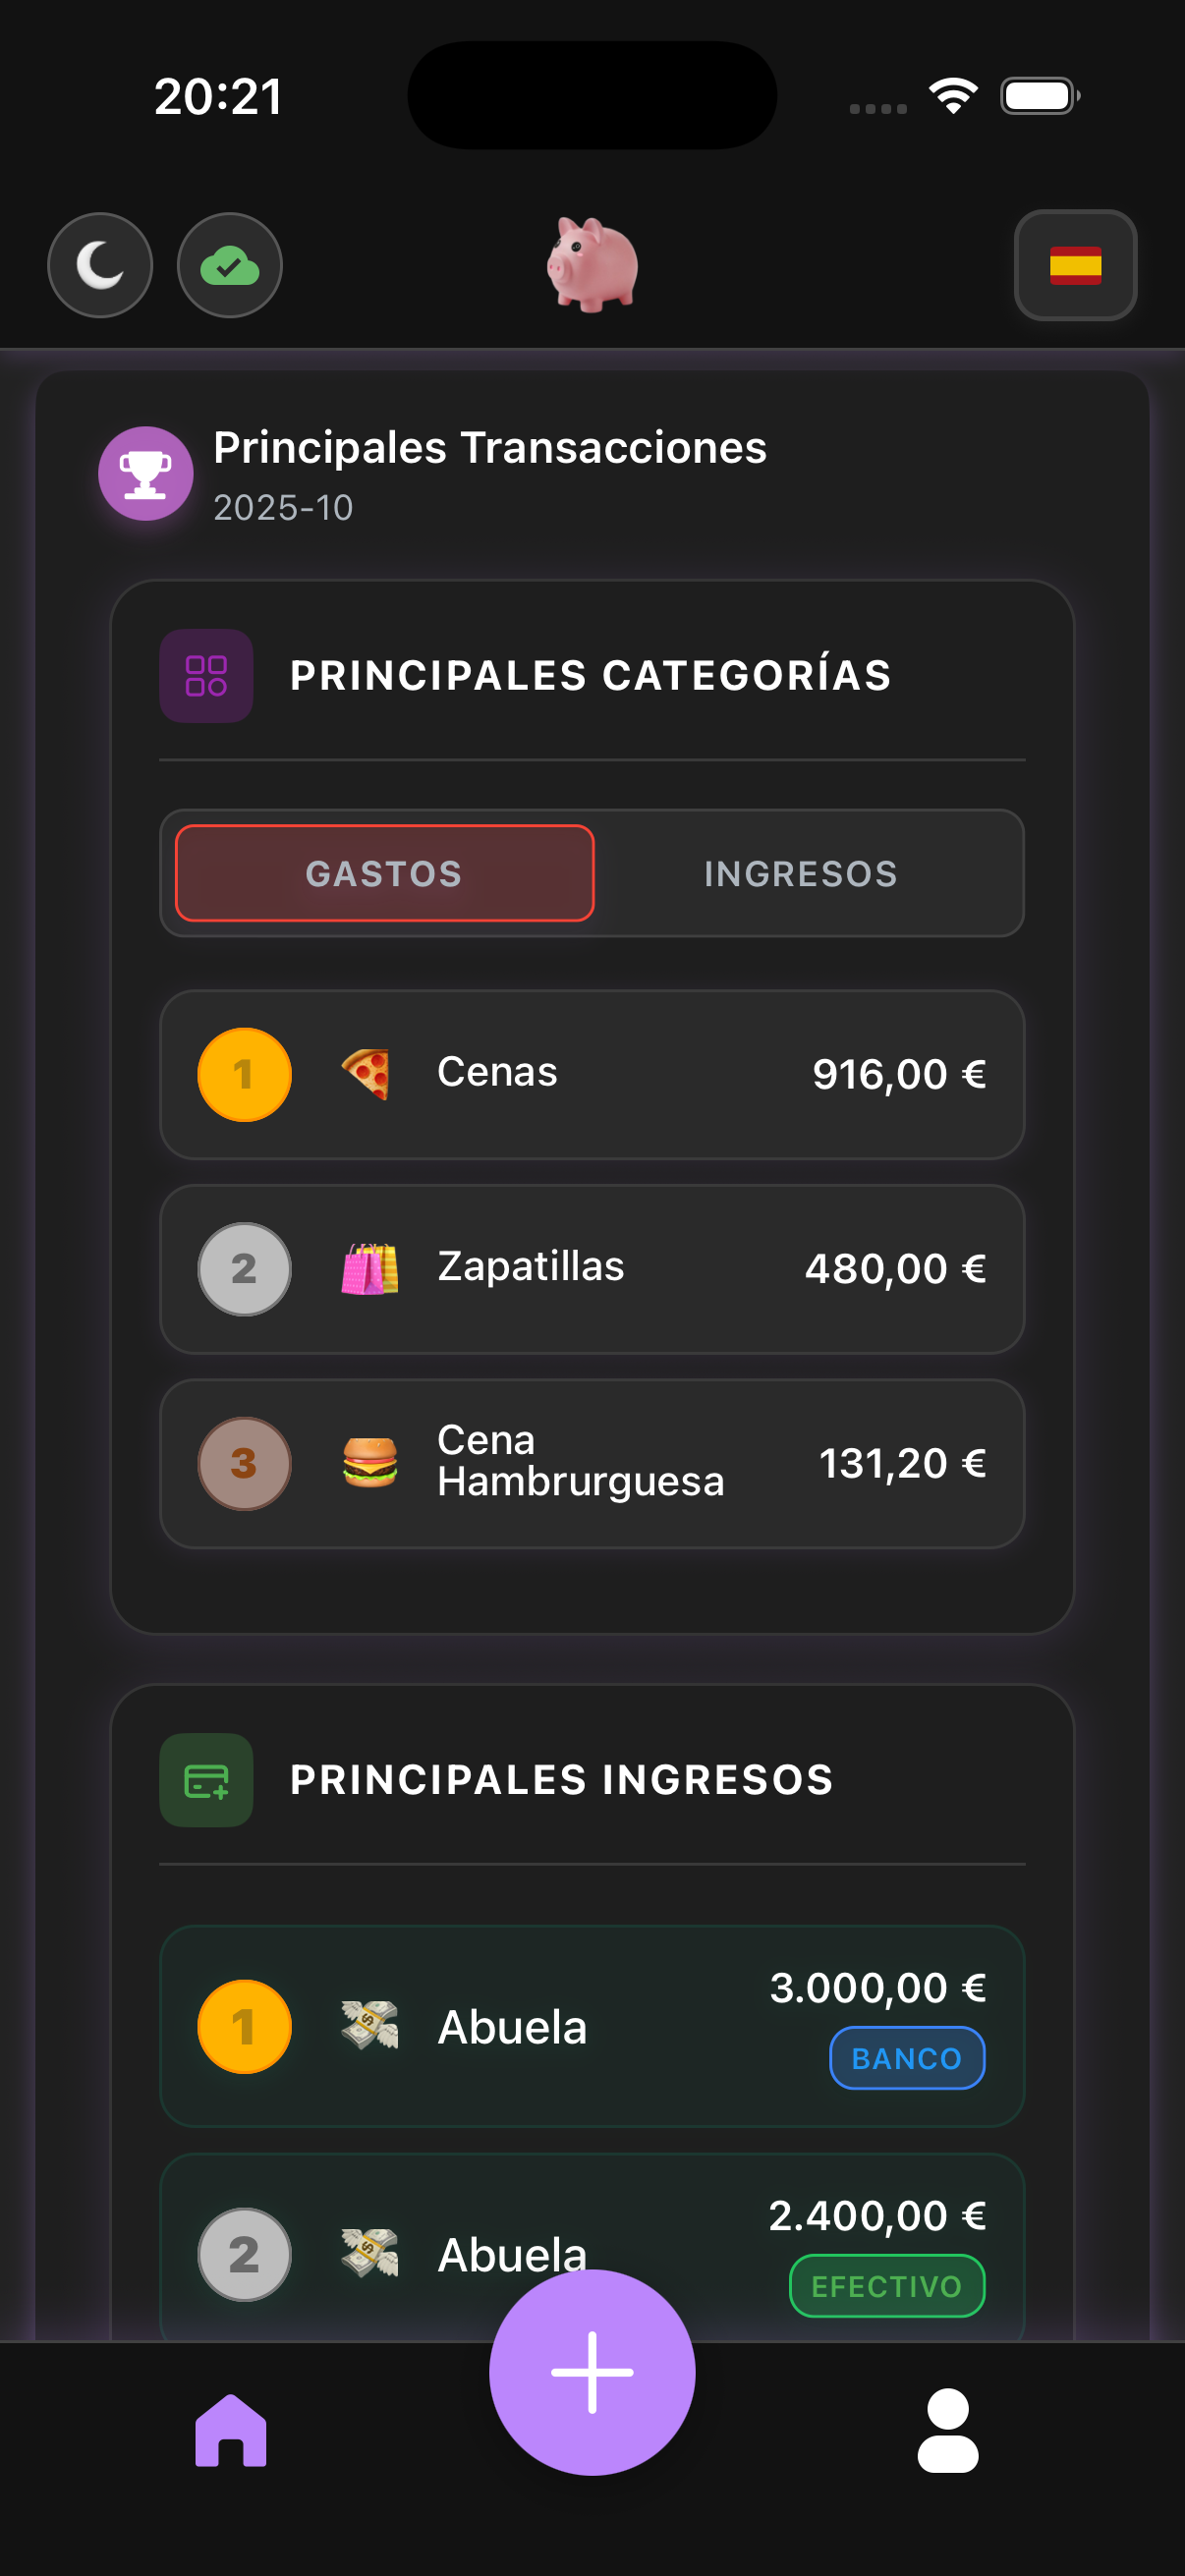 20:21
Principales Transacciones
2025-10
PRINCIPALES CATEGORÍAS
GASTOS
INGRESOS
1
Cenas
916,00 €
2
Zapatillas
480,00 €
3
Cena
Hambrurguesa
131,20 €
PRINCIPALES INGRESOS
1
Abuela
3.000,00 €
BANCO
2
Abuela
2.400,00 €
EFECTIVO